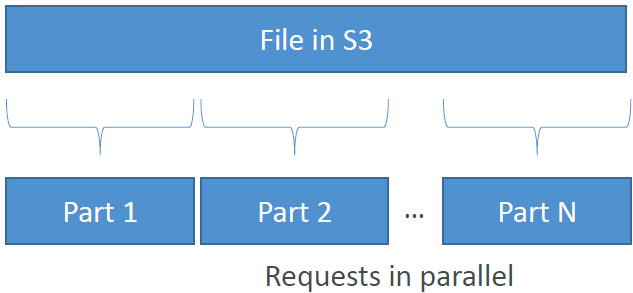 File in S3
Part 1
Part 2
...
Part N
Requests in parallel